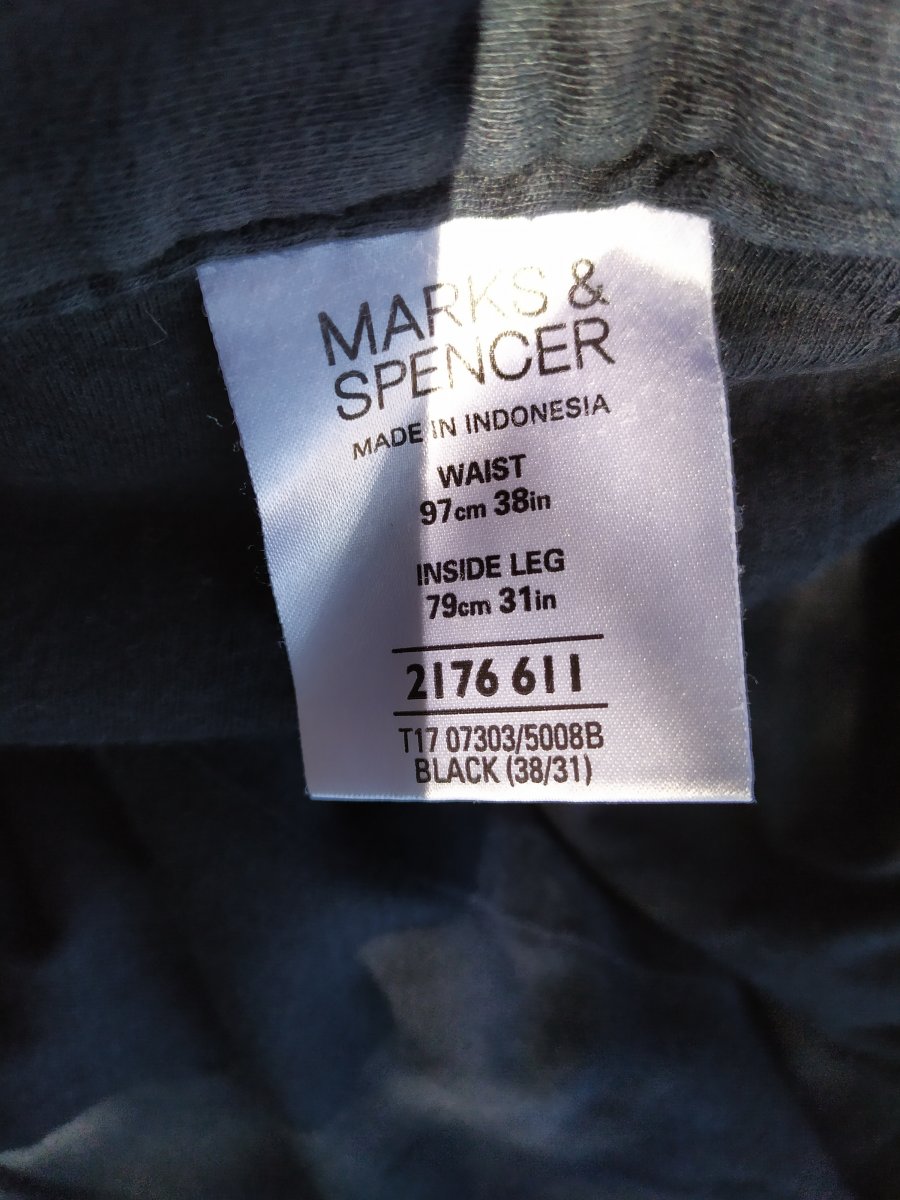 MARKS &
SPENCER
MADE IN INDONESIA
WAIST
97cm 38in
INSIDE LEG
79cm 31in
2176 611
T17 07303/5008B
BLACK (38/31)